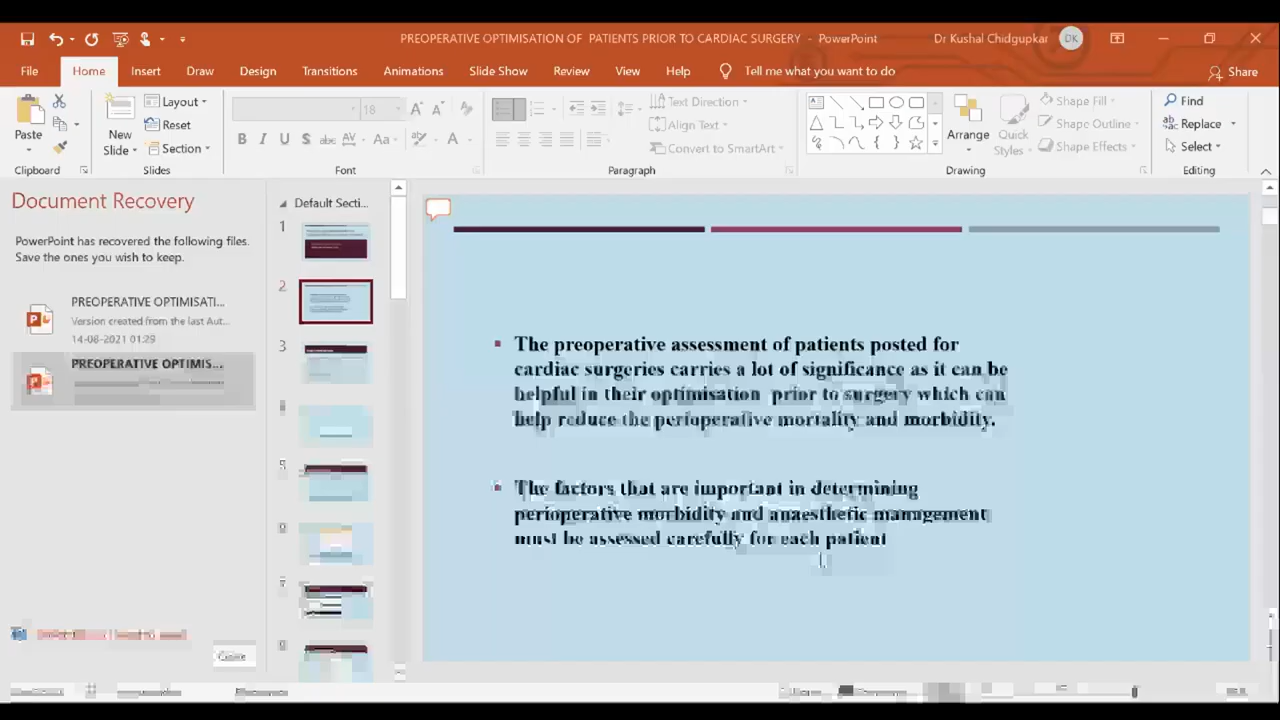 PREOPERATIVE OPTIMISATION OF PATIENTS PRIOR TO CARDIAC SURGERY - PowerPoint
Dr Kushal Chidgupkar
DK
File
Home
Insert
Draw
Design
Transitions
Animations
Slide Show
Review
View
Help
Tell me what you want to do
Share
Paste
New
Slide
Layout
Reset
Section
18
Text Direction
Align Text
Convert to SmartArt
Arrange
Quick
Styles
Shape Fill
Shape Outline
Shape Effects
Find
Replace
Select
Clipboard
Slides
Font
Paragraph
Drawing
Editing
Document Recovery
PowerPoint has recovered the following files.
Save the ones you wish to keep.
PREOPERATIVE OPTIMISATI...
Version created from the last Aut...
14-08-2021 01:29
PREOPERATIVE OPTIMIS...
Default Secti...
1
2
3
The preoperative assessment of patients posted for
cardiac surgeries carries a lot of significance as it can be
helpful in their optimisation prior to surgery which can
help reduce the perioperative mortality and morbidity.
The factors that are important in determining
perioperative morbidity and anaesthetic management
must be assessed carefully for each patient